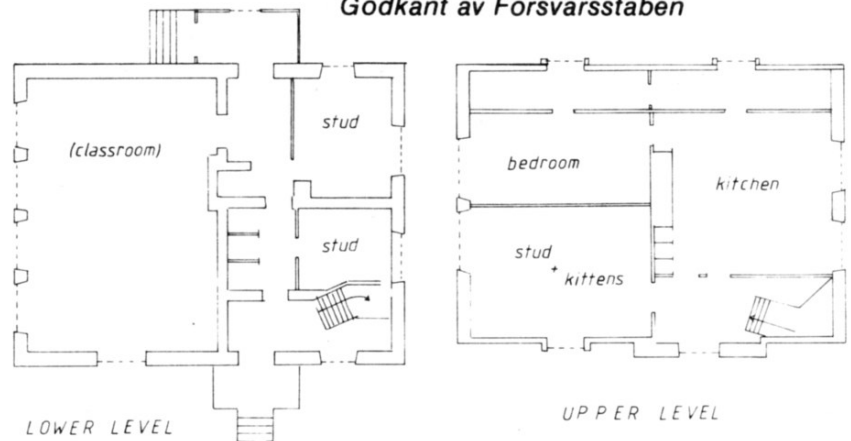 Godkänt av Försvarsstaben
(classroom)
stud
stud
LOWER LEVEL
bedroom
kitchen
stud
+ kittens
UPPER LEVEL